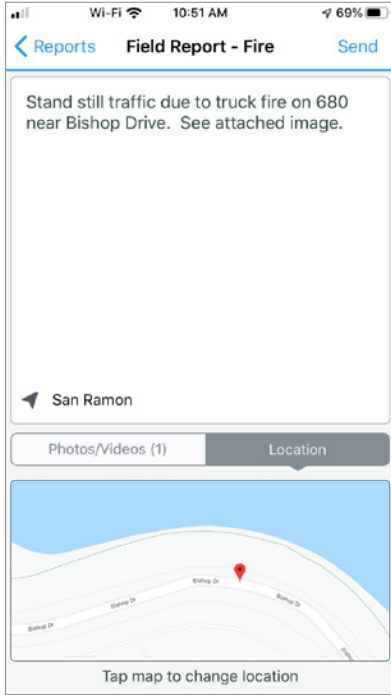 Wi-Fi 10:51 AM 69%
Reports Field Report - Fire Send
Stand still traffic due to truck fire on 680
near Bishop Drive.  See attached image.
San Ramon
Photos/Videos (1) Location
Bishop Dr
Bishop Dr
Bishop Dr
Bishop Dr
Tap map to change location